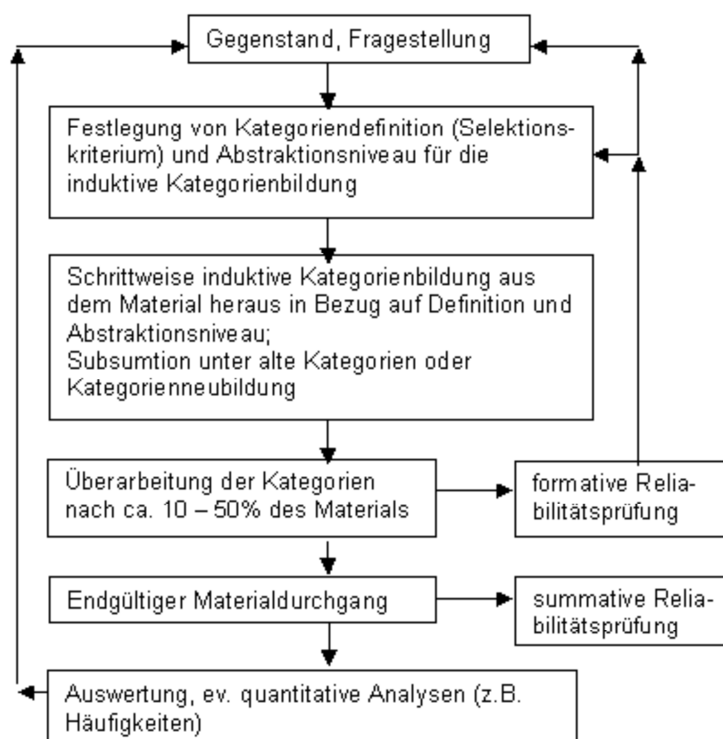 Gegenstand, Fragestellung
Festlegung von Kategoriendefinition (Selektions-
kriterium) und Abstraktionsniveau für die
induktive Kategorienbildung
Schrittweise induktive Kategorienbildung aus
dem Material heraus in Bezug auf Definition und
Abstraktionsniveau;
Subsumtion unter alte Kategorien oder
Kategorienneubildung
Überarbeitung der Kategorien
nach ca. 10 – 50% des Materials
formative Relia-
bilitätsprüfung
Endgültiger Materialdurchgang
summative Relia-
bilitätsprüfung
Auswertung, ev. quantitative Analysen (z.B.
Häufigkeiten)